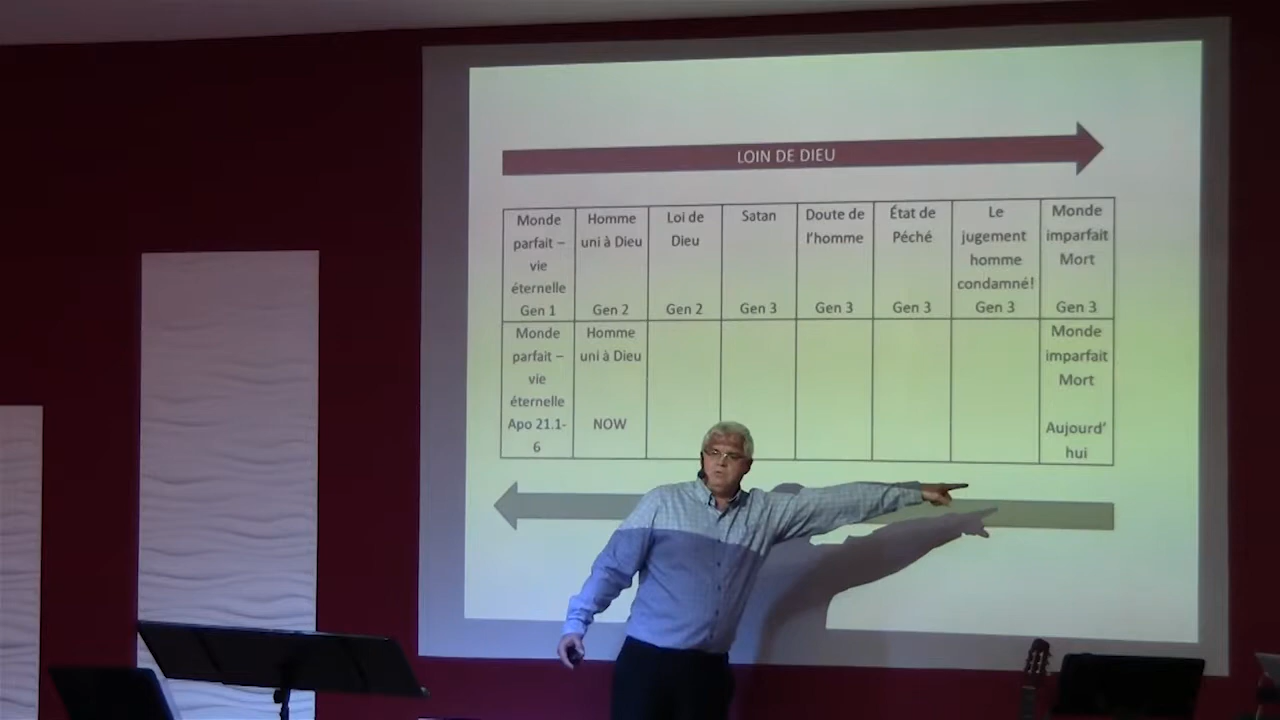 LOIN DE DIEU
Monde
parfait –
vie
éternelle
Gen 1
Homme
uni à Dieu
Gen 2
Loi de
Dieu
Gen 2
Satan
Gen 3
Doute de
l'homme
Gen 3
État de
Péché
Gen 3
Le
jugement
homme
condamné!
Gen 3
Monde
imparfait
Mort
Gen 3
Monde
parfait –
vie
éternelle
Apo 21.1-
6
Homme
uni à Dieu
NOW
Monde
imparfait
Mort
Aujourd'
hui